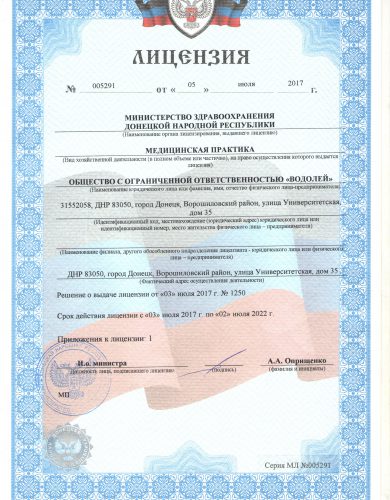 ЛИЦЕНЗИЯ
№ 005291 от « 05 » июля 2017 г.
МИНИСТЕРСТВО ЗДРАВООХРАНЕНИЯ
ДОНЕЦКОЙ НАРОДНОЙ РЕСПУБЛИКИ
(Наименование органа лицензирования, выдавшего лицензию)
МЕДИЦИНСКАЯ ПРАКТИКА
(Вид хозяйственной деятельности (в полном объеме или частично), на право осуществления которого выдается
лицензия)
ОБЩЕСТВО С ОГРАНИЧЕННОЙ ОТВЕТСТВЕННОСТЬЮ «ВОДОЛЕЙ»
(Наименование юридического лица или фамилия, имя, отчество физического лица-предпринимателя)
31552058, ДНР 83050, город Донецк, Ворошиловский район, улица Университетская,
дом 35
(Идентификационный код, местонахождение (юридический адрес) юридического лица или
идентификационный номер, место жительства физического лица – предпринимателя)
(Наименование филиала, другого обособленного подразделения лицензиата - юридического лица или физического
лица – предпринимателя)
ДНР 83050, город Донецк, Ворошиловский район, улица Университетская, дом 35
(Фактический адрес осуществления деятельности)
Решение о выдаче лицензии от «03» июля 2017 г. № 1250
Срок действия лицензии с «03» июля 2017 г. по «02» июля 2022 г.
Приложения к лицензии: 1
И.о. министра А.А. Оприщенко
(Должность лица, подписавшего лицензию) (подпись) (фамилия и инициалы)
МП
Серия МЛ №005291